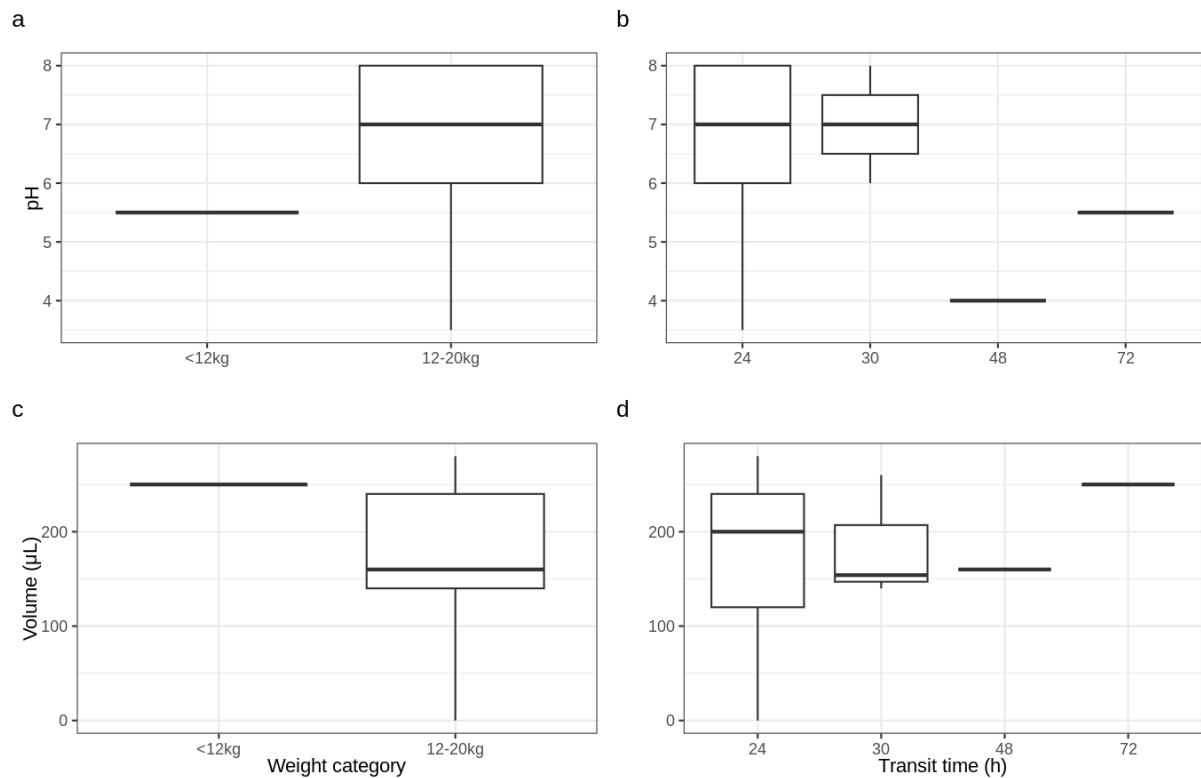 a
b
pH
8
7
6
5
4
<12kg
12-20kg
8
7
6
5
4
24
30
48
72
c
d
Volume (μL)
200
100
0
<12kg
12-20kg
Weight category
200
100
0
24
30
48
72
Transit time (h)